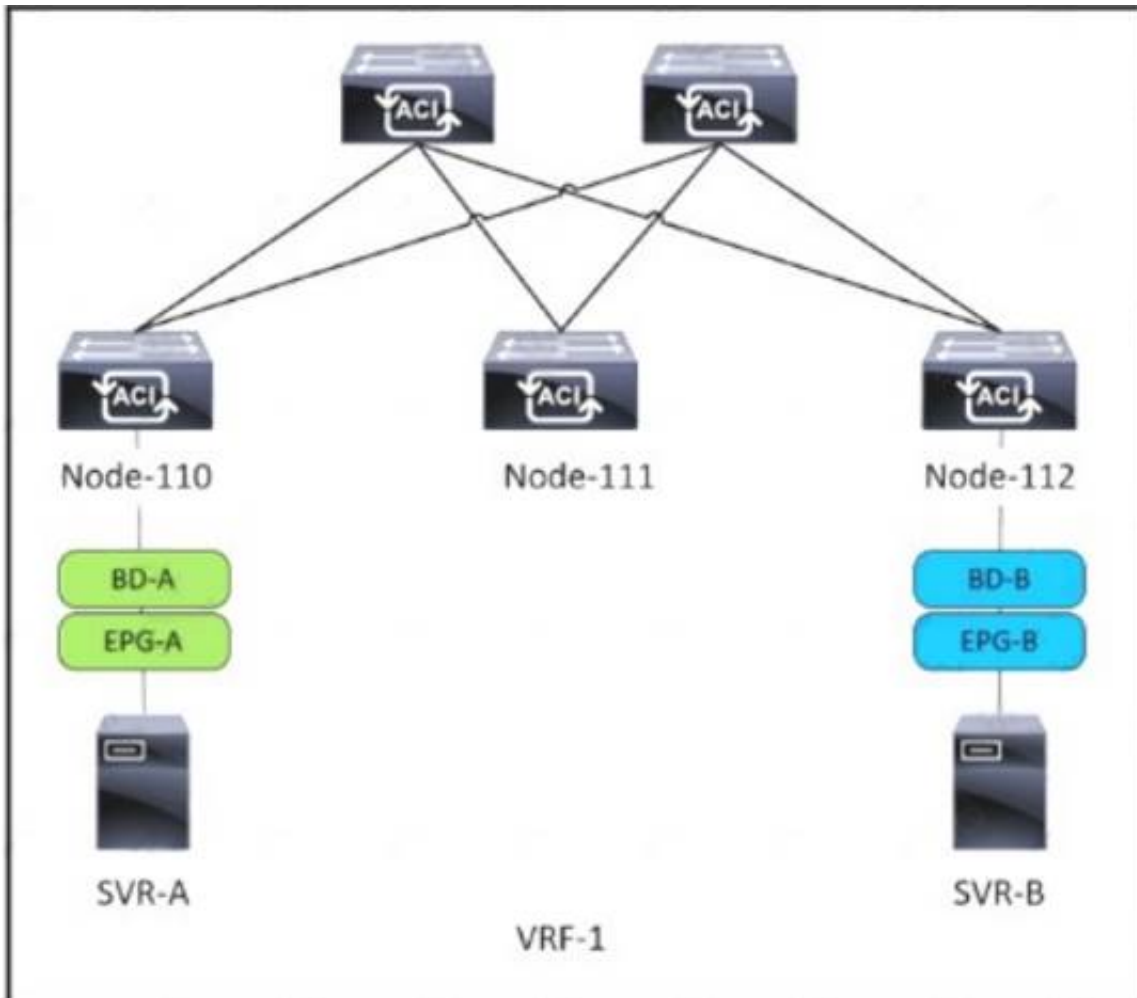 ACI ACI
ACI ACI ACI
Node-110 Node-111 Node-112
BD-A BD-B
EPG-A EPG-B
SVR-A SVR-B
VRF-1